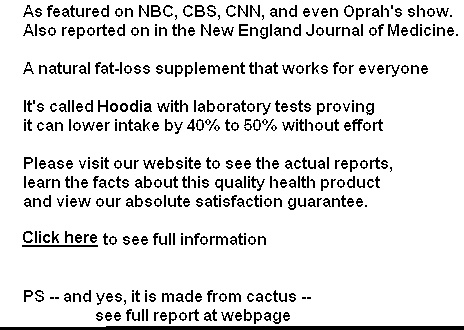 As featured on NBC, CBS, CNN, and even Oprah's show.
Also reported on in the New England Journal of Medicine.
A natural fat-loss supplement that works for everyone
It's called Hoodia with laboratory tests proving
it can lower intake by 40% to 50% without effort
Please visit our website to see the actual reports,
learn the facts about this quality health product
and view our absolute satisfaction guarantee.
Click here to see full information
PS -- and yes, it is made from cactus --
see full report at webpage